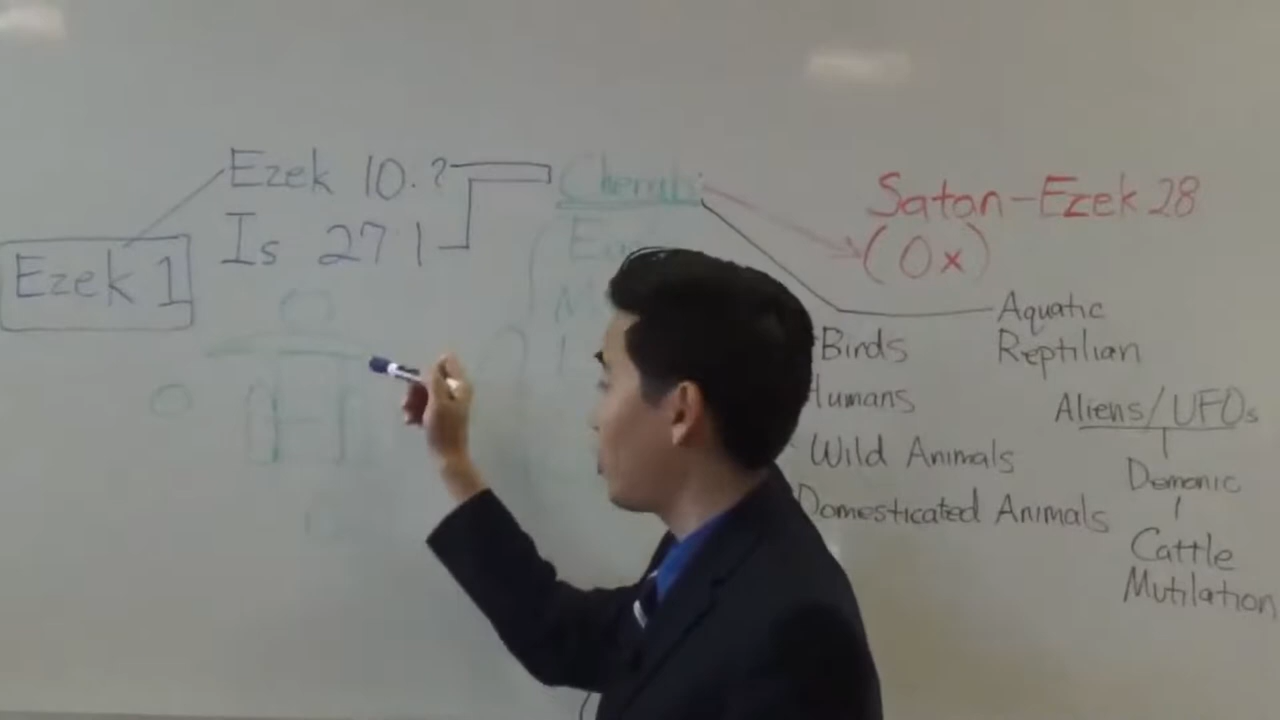 Ezek 10.?
Is 27 1
Ezek 1
Cherub
Satan-Ezek 28
(Ox)
Aquatic
Reptilian
Birds
Humans
Wild Animals
Domesticated Animals
Aliens/UFOs
Demonic
Cattle
Mutilation